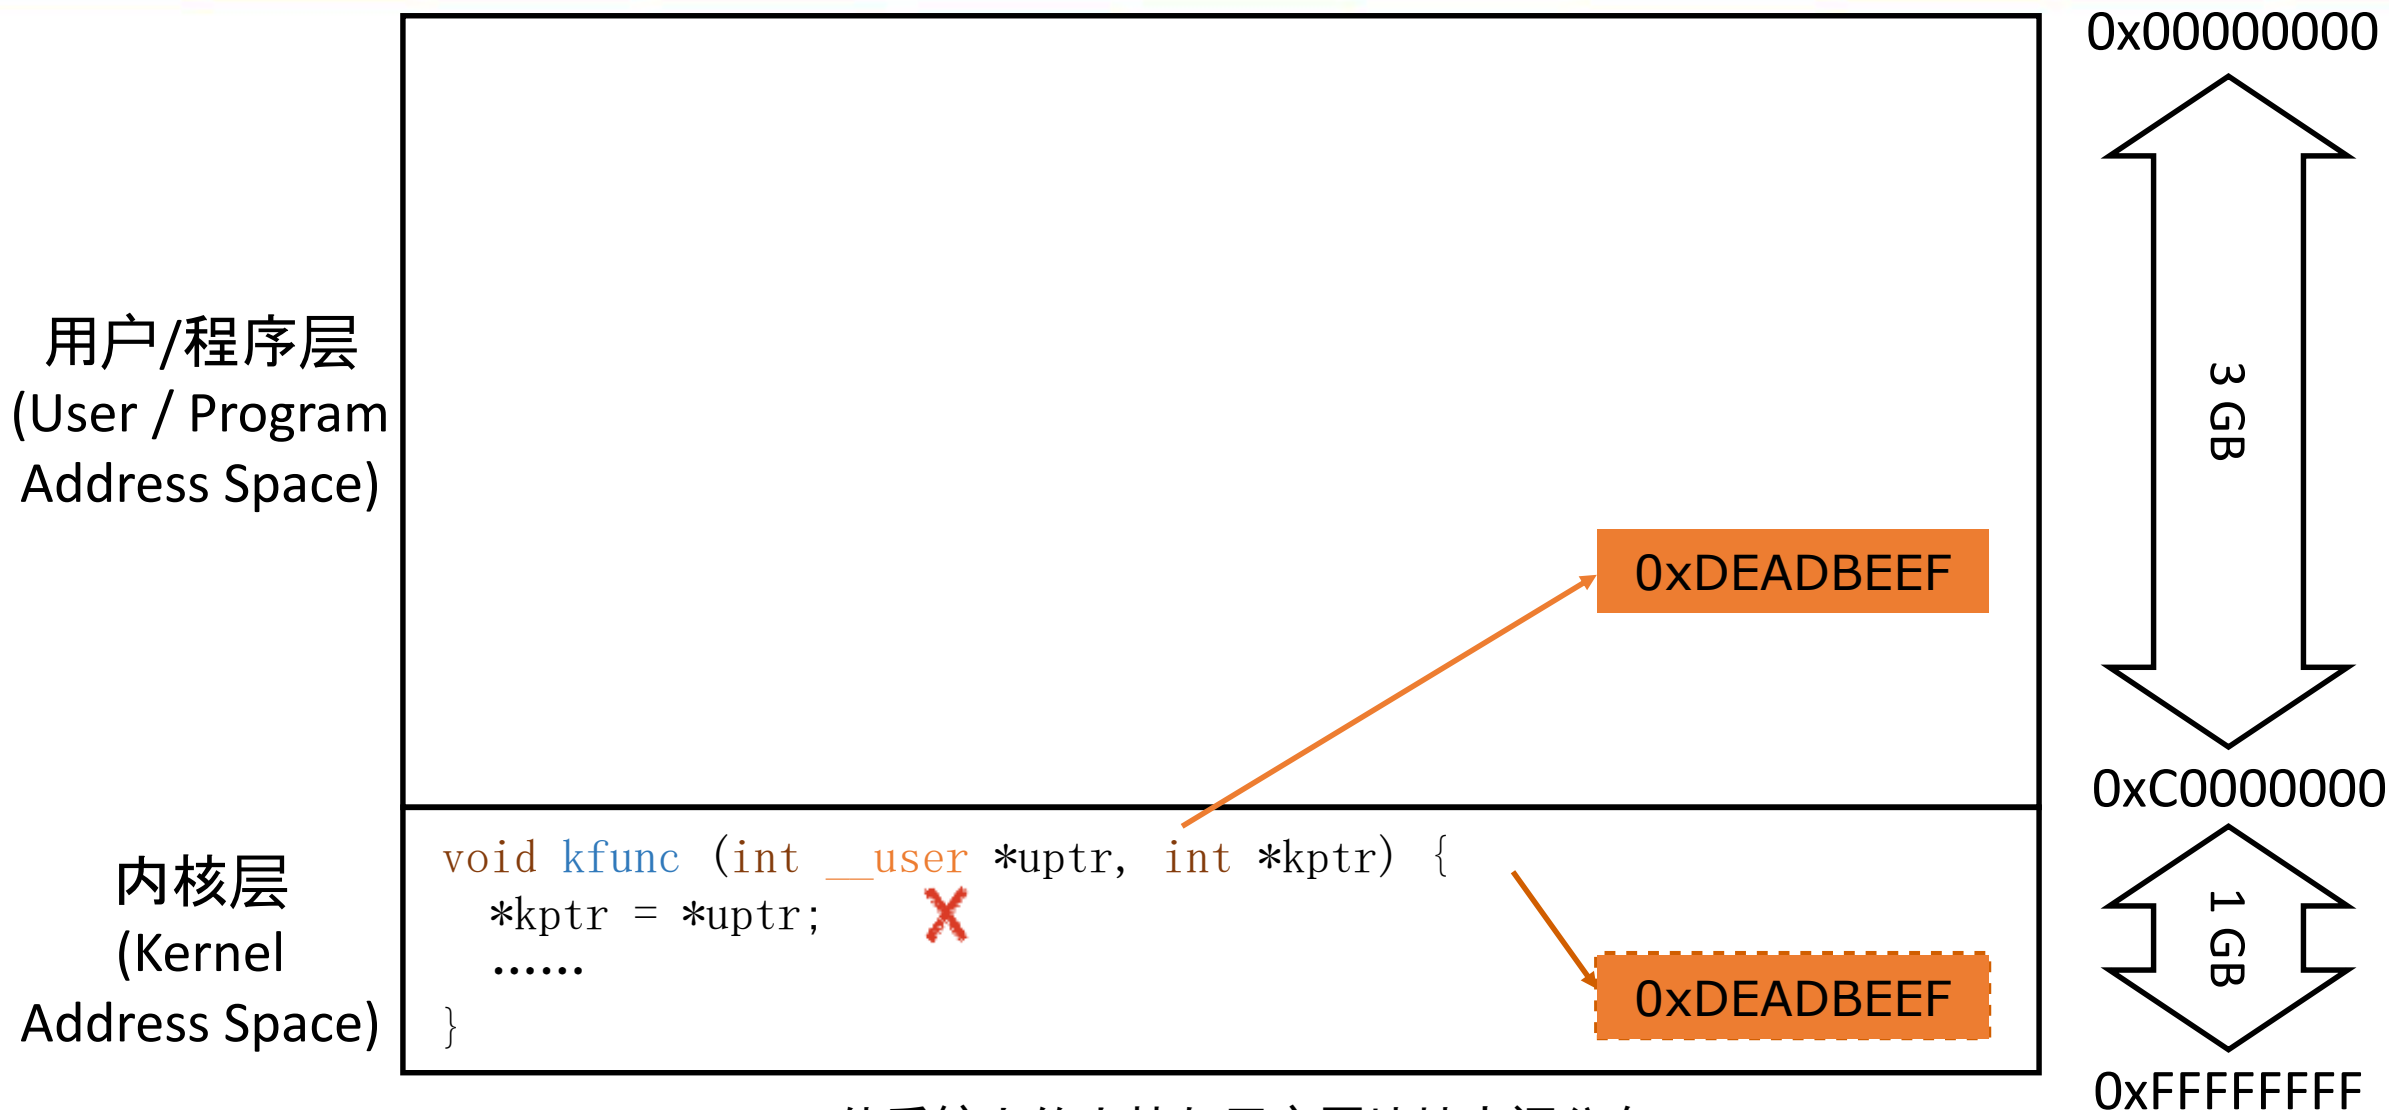 0x00000000
用户/程序层
(User / Program
Address Space)
3 GB
0xDEADBEEF
0xC0000000
void kfunc (int __user *uptr, int *kptr) {
*kptr = *uptr;
......
}
内核层
(Kernel
Address Space)
1 GB
0xDEADBEEF
0xFFFFFFFF